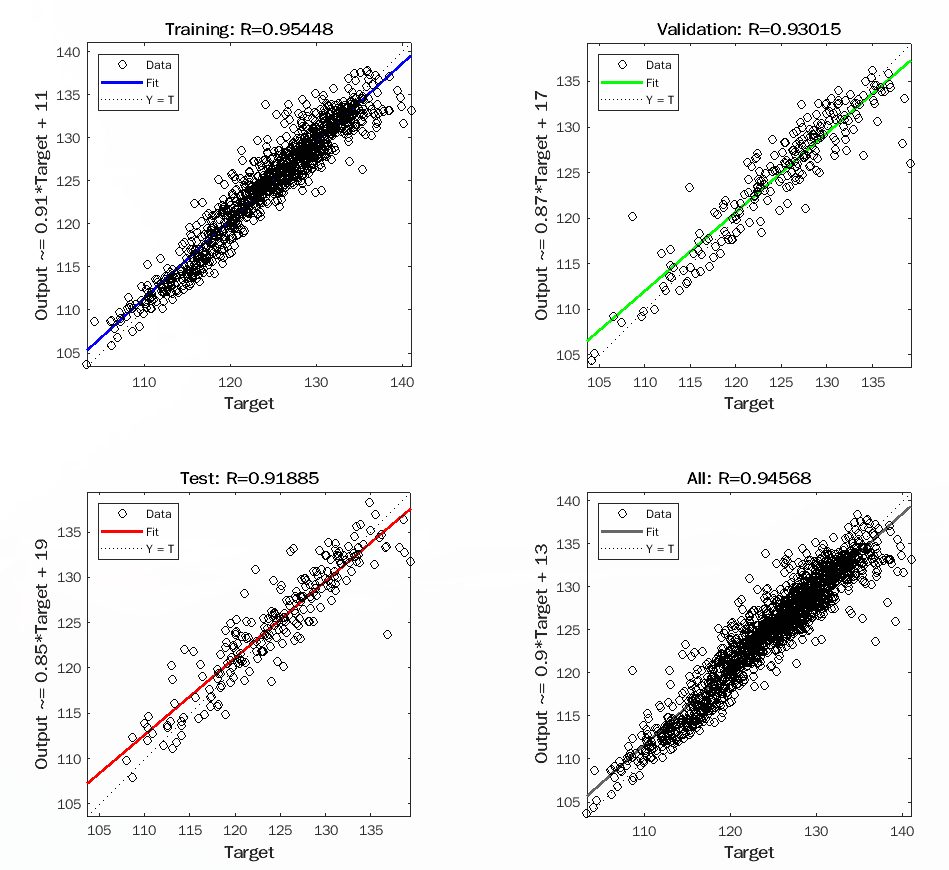 Training: R=0.95448
Data
Fit
Y = T
Output ~= 0.91*Target + 11
140
135
130
125
120
115
110
105
110 120 130 140
Target
Validation: R=0.93015
Data
Fit
Y = T
Output ~= 0.87*Target + 17
135
130
125
120
115
110
105
105 110 115 120 125 130 135
Target
Test: R=0.91885
Data
Fit
Y = T
Output ~= 0.85*Target + 19
135
130
125
120
115
110
105
105 110 115 120 125 130 135
Target
All: R=0.94568
Data
Fit
Y = T
Output ~= 0.9*Target + 13
140
135
130
125
120
115
110
105
110 120 130 140
Target